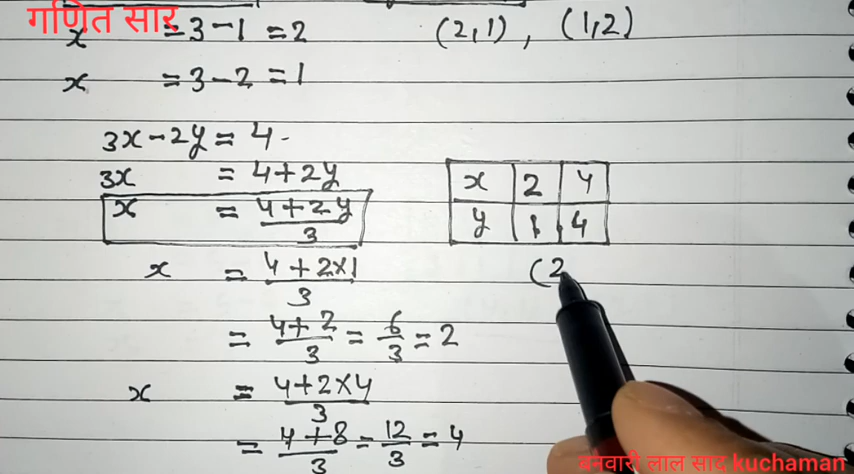 गणित सार
x = 3 - 1 = 2 (2,1), (1,2)
x = 3 - 2 = 1
3x - 2y = 4
3x = 4 + 2y
x = (4 + 2y)/3
x 2 4
y 1 4
x = (4 + 2×1)/3
(2
= (4 + 2)/3 = 6/3 = 2
x = (4 + 2×4)/3
= (4 + 8)/3 = 12/3 = 4
बनवारी लाल साद kuchaman